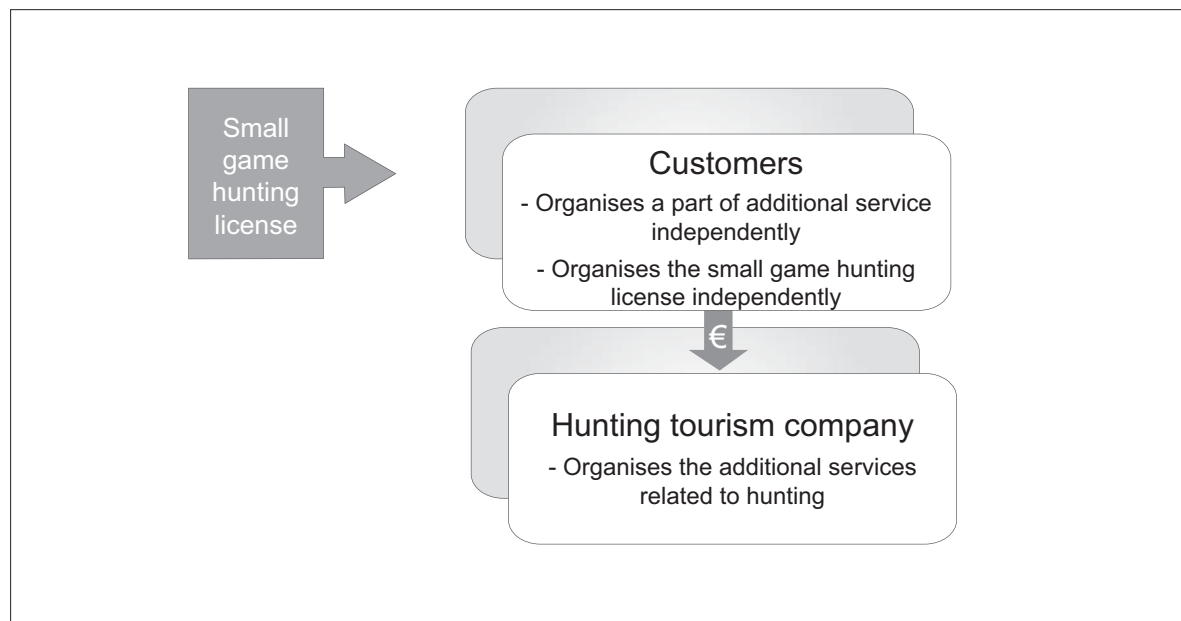 Small
game
hunting
license
Customers
- Organises a part of additional service
independently
- Organises the small game hunting
license independently
€
Hunting tourism company
- Organises the additional services
related to hunting